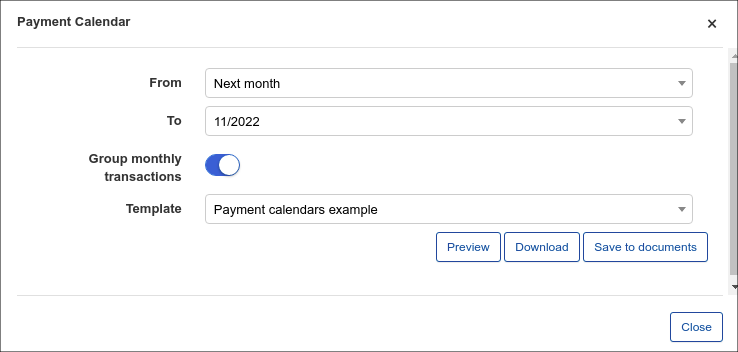 Payment Calendar ×
From Next month
To 11/2022
Group monthly
transactions
Template Payment calendars example
Preview Download Save to documents
Close